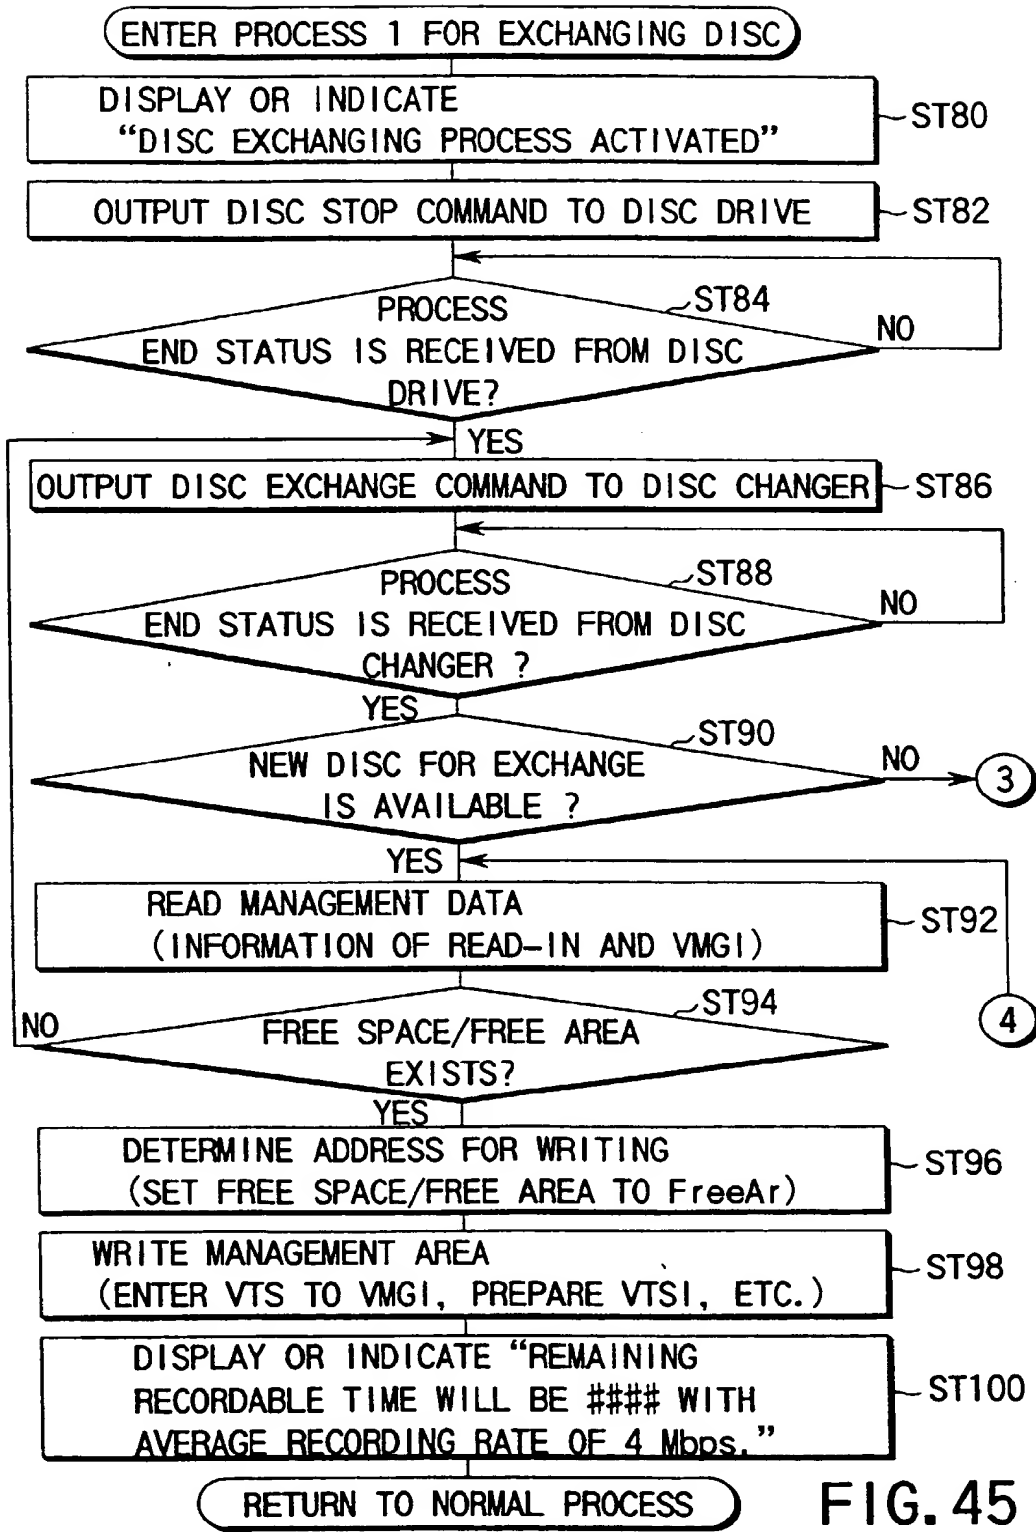 ENTER PROCESS 1 FOR EXCHANGING DISC
DISPLAY OR INDICATE
“DISC EXCHANGING PROCESS ACTIVATED”
ST80
OUTPUT DISC STOP COMMAND TO DISC DRIVE
ST82
ST84
PROCESS
END STATUS IS RECEIVED FROM DISC
DRIVE?
NO
YES
OUTPUT DISC EXCHANGE COMMAND TO DISC CHANGER
ST86
ST88
PROCESS
END STATUS IS RECEIVED FROM DISC
CHANGER ?
NO
YES
ST90
NEW DISC FOR EXCHANGE
IS AVAILABLE ?
NO
3
YES
READ MANAGEMENT DATA
(INFORMATION OF READ-IN AND VMGI)
ST92
ST94
4
NO
FREE SPACE/FREE AREA
EXISTS?
YES
DETERMINE ADDRESS FOR WRITING
(SET FREE SPACE/FREE AREA TO FreeAr)
ST96
WRITE MANAGEMENT AREA
(ENTER VTS TO VMGI, PREPARE VTSI, ETC.)
ST98
DISPLAY OR INDICATE “REMAINING
RECORDABLE TIME WILL BE #### WITH
AVERAGE RECORDING RATE OF 4 Mbps.”
ST100
RETURN TO NORMAL PROCESS
FIG. 45